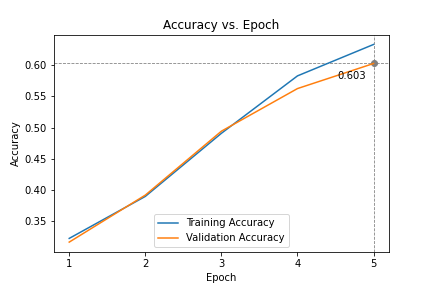 Accuracy vs. Epoch
Accuracy
0.60
0.55
0.50
0.45
0.40
0.35
0.603
Training Accuracy
Validation Accuracy
1 2 3 4 5
Epoch